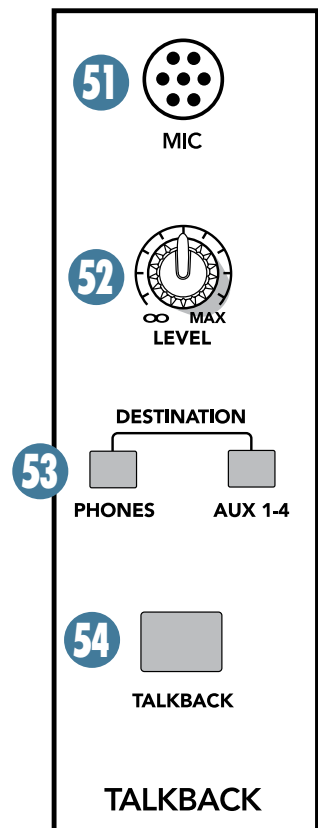 51
MIC
52
∞ MAX
LEVEL
DESTINATION
53
PHONES AUX 1-4
54
TALKBACK
TALKBACK